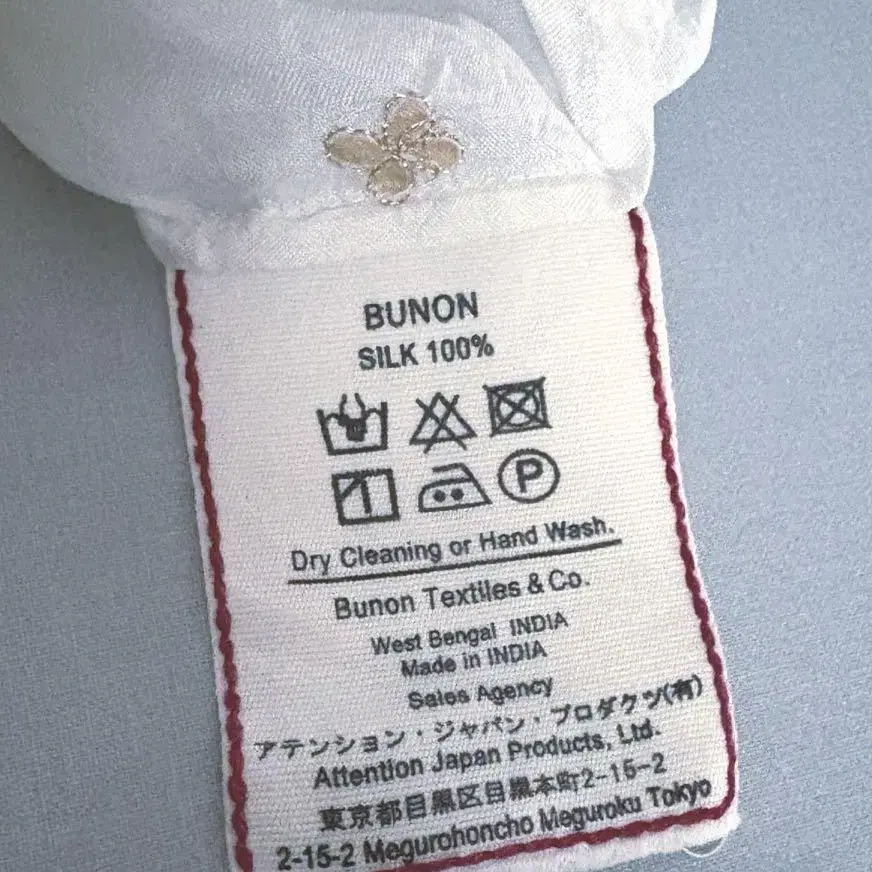 BUNON
SILK 100%
P
Dry Cleaning or Hand Wash.
Bunon Textiles & Co.
West Bengal INDIA
Made in INDIA
Sales Agency
アテンション・ジャパン・プロダクツ(有)
Attention Japan Products, Ltd.
東京都目黒区目黒本町2-15-2
2-15-2 Megurohoncho Meguroku Tokyo